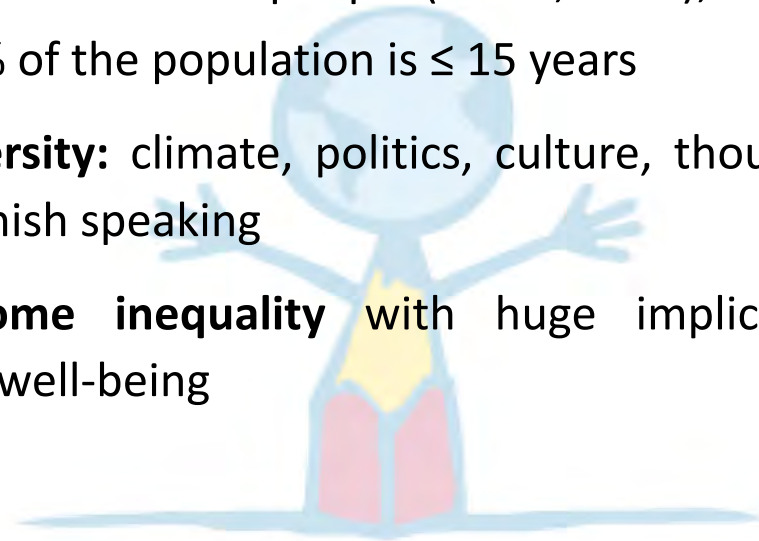 % of the population is ≤ 15 years
ersity: climate, politics, culture, thou
nish speaking
ome inequality with huge implic
well-being